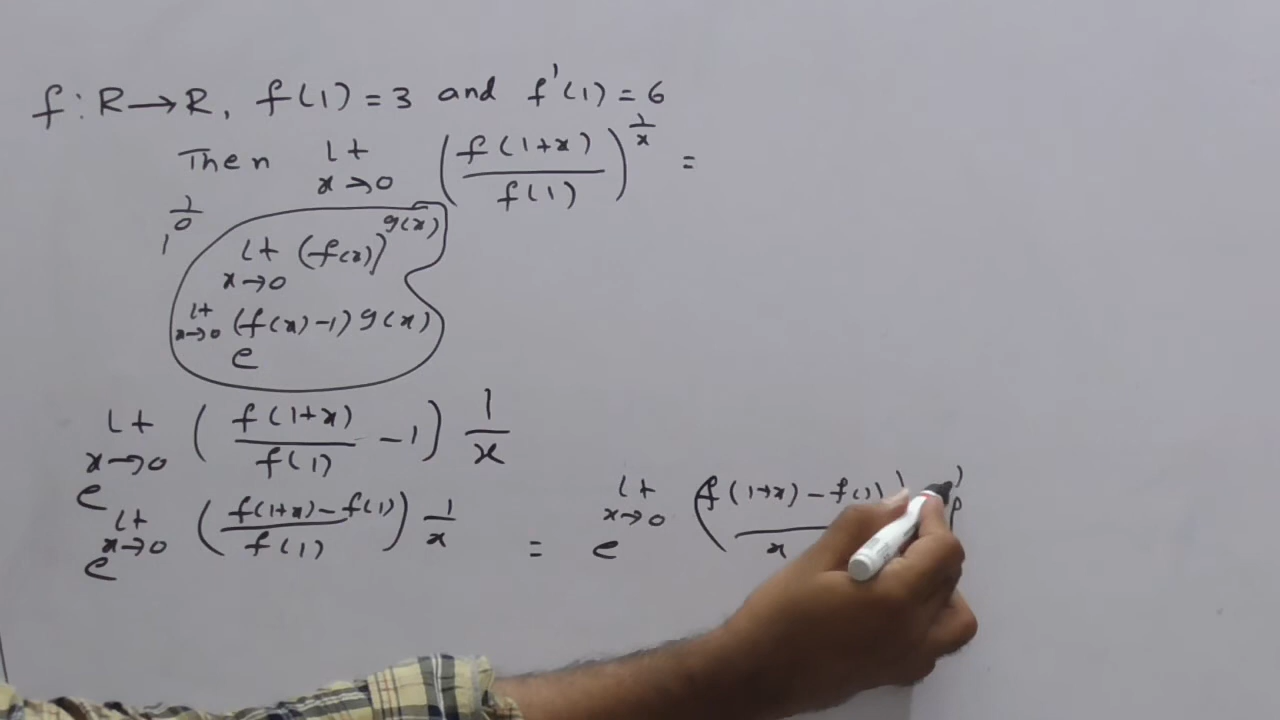 f : R → R, f(1) = 3 and f'(1) = 6
Then lt x→0 (f(1+x)/f(1))^(1/x) =
1^(1/0)
lt x→0 (f(x))^g(x)
e^(lt x→0 (f(x)-1) g(x))
e^(lt x→0 (f(1+x)/f(1) - 1) 1/x)
e^(lt x→0 ((f(1+x) - f(1))/f(1)) 1/x) = e^(lt x→0 (f(1+x) - f(1))/x